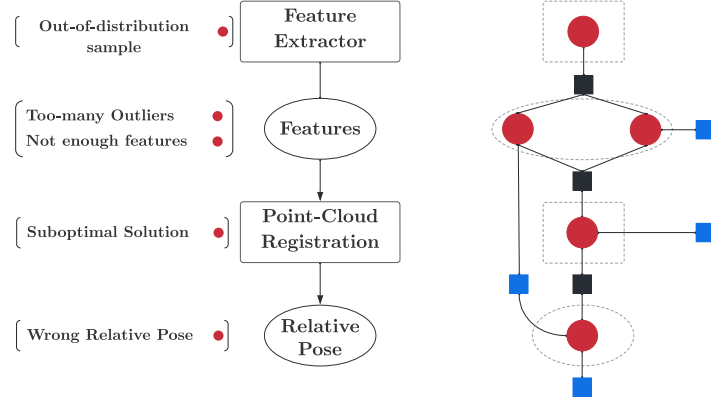 Out-of-distribution
sample
Feature
Extractor
Too-many Outliers
Not enough features
Features
Suboptimal Solution
Point-Cloud
Registration
Wrong Relative Pose
Relative
Pose